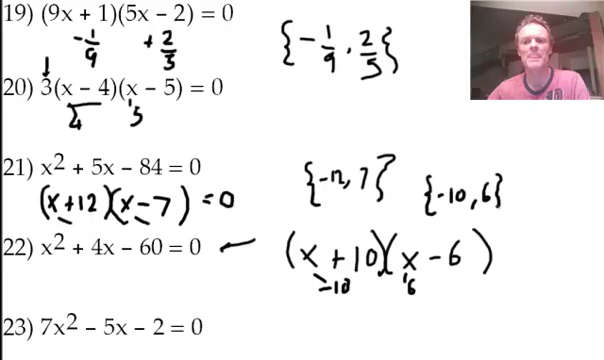 19) (9x + 1)(5x − 2) = 0
-1/9 +2/5 {-1/9, 2/5}
20) 3(x − 4)(x − 5) = 0
4 5
21) x² + 5x − 84 = 0
(x+12)(x-7) = 0 {-12, 7} {-10, 6}
22) x² + 4x − 60 = 0 (x + 10)(x - 6)
-10 6
23) 7x² − 5x − 2 = 0